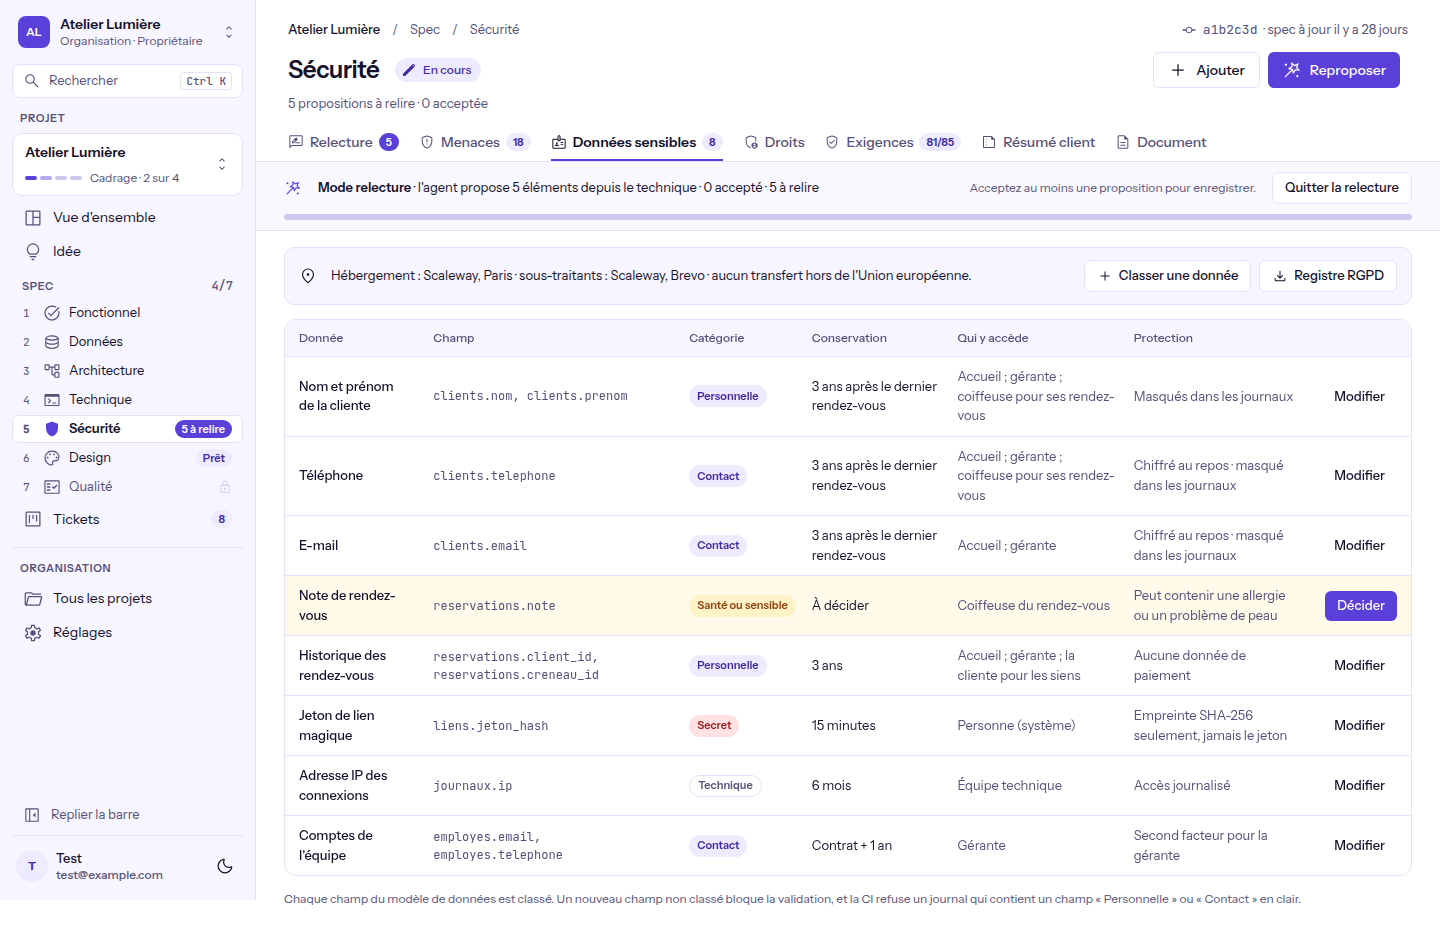 AL
Atelier Lumière
Organisation · Propriétaire
Rechercher
Ctrl K
PROJET
Atelier Lumière
Cadrage · 2 sur 4
Vue d'ensemble
Idée
SPEC 4/7
1 Fonctionnel
2 Données
3 Architecture
4 Technique
5 Sécurité 5 à relire
6 Design Prêt
7 Qualité
Tickets 8
ORGANISATION
Tous les projets
Réglages
Replier la barre
T
Test
test@example.com
Atelier Lumière / Spec / Sécurité
a1b2c3d · spec à jour il y a 28 jours
Sécurité
En cours
Ajouter
Reproposer
5 propositions à relire · 0 acceptée
Relecture 5
Menaces 18
Données sensibles 8
Droits
Exigences 81/85
Résumé client
Document
Mode relecture · l'agent propose 5 éléments depuis le technique · 0 accepté · 5 à relire
Acceptez au moins une proposition pour enregistrer.
Quitter la relecture
Hébergement : Scaleway, Paris · sous-traitants : Scaleway, Brevo · aucun transfert hors de l'Union européenne.
Classer une donnée
Registre RGPD
Donnée Champ Catégorie Conservation Qui y accède Protection
Nom et prénom
de la cliente
clients.nom, clients.prenom
Personnelle
3 ans après le dernier
rendez-vous
Accueil ; gérante ;
coiffeuse pour ses rendez-
vous
Masqués dans les journaux
Modifier
Téléphone
clients.telephone
Contact
3 ans après le dernier
rendez-vous
Accueil ; gérante ;
coiffeuse pour ses rendez-
vous
Chiffré au repos · masqué
dans les journaux
Modifier
E-mail
clients.email
Contact
3 ans après le dernier
rendez-vous
Accueil ; gérante
Chiffré au repos · masqué
dans les journaux
Modifier
Note de rendez-
vous
reservations.note
Santé ou sensible
À décider
Coiffeuse du rendez-vous
Peut contenir une allergie
ou un problème de peau
Décider
Historique des
rendez-vous
reservations.client_id,
reservations.creneau_id
Personnelle
3 ans
Accueil ; gérante ; la
cliente pour les siens
Aucune donnée de
paiement
Modifier
Jeton de lien
magique
liens.jeton_hash
Secret
15 minutes
Personne (système)
Empreinte SHA-256
seulement, jamais le jeton
Modifier
Adresse IP des
connexions
journaux.ip
Technique
6 mois
Équipe technique
Accès journalisé
Modifier
Comptes de
l'équipe
employes.email,
employes.telephone
Contact
Contrat + 1 an
Gérante
Second facteur pour la
gérante
Modifier
Chaque champ du modèle de données est classé. Un nouveau champ non classé bloque la validation, et la CI refuse un journal qui contient un champ « Personnelle » ou « Contact » en clair.